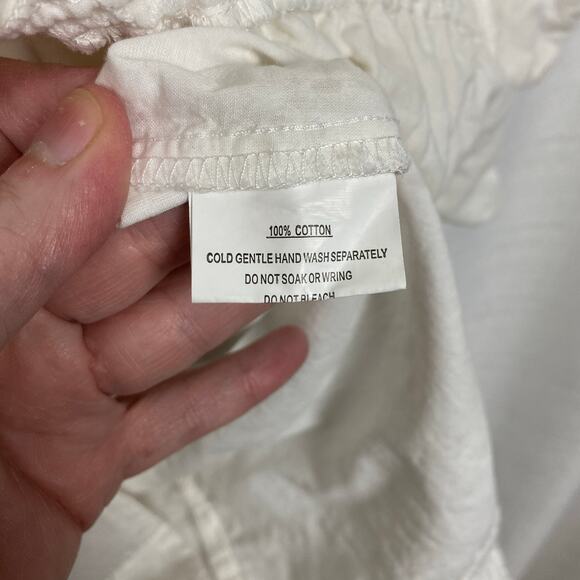 100% COTTON
COLD GENTLE HAND WASH SEPARATELY
DO NOT SOAK OR WRING
DO NOT BLEACH